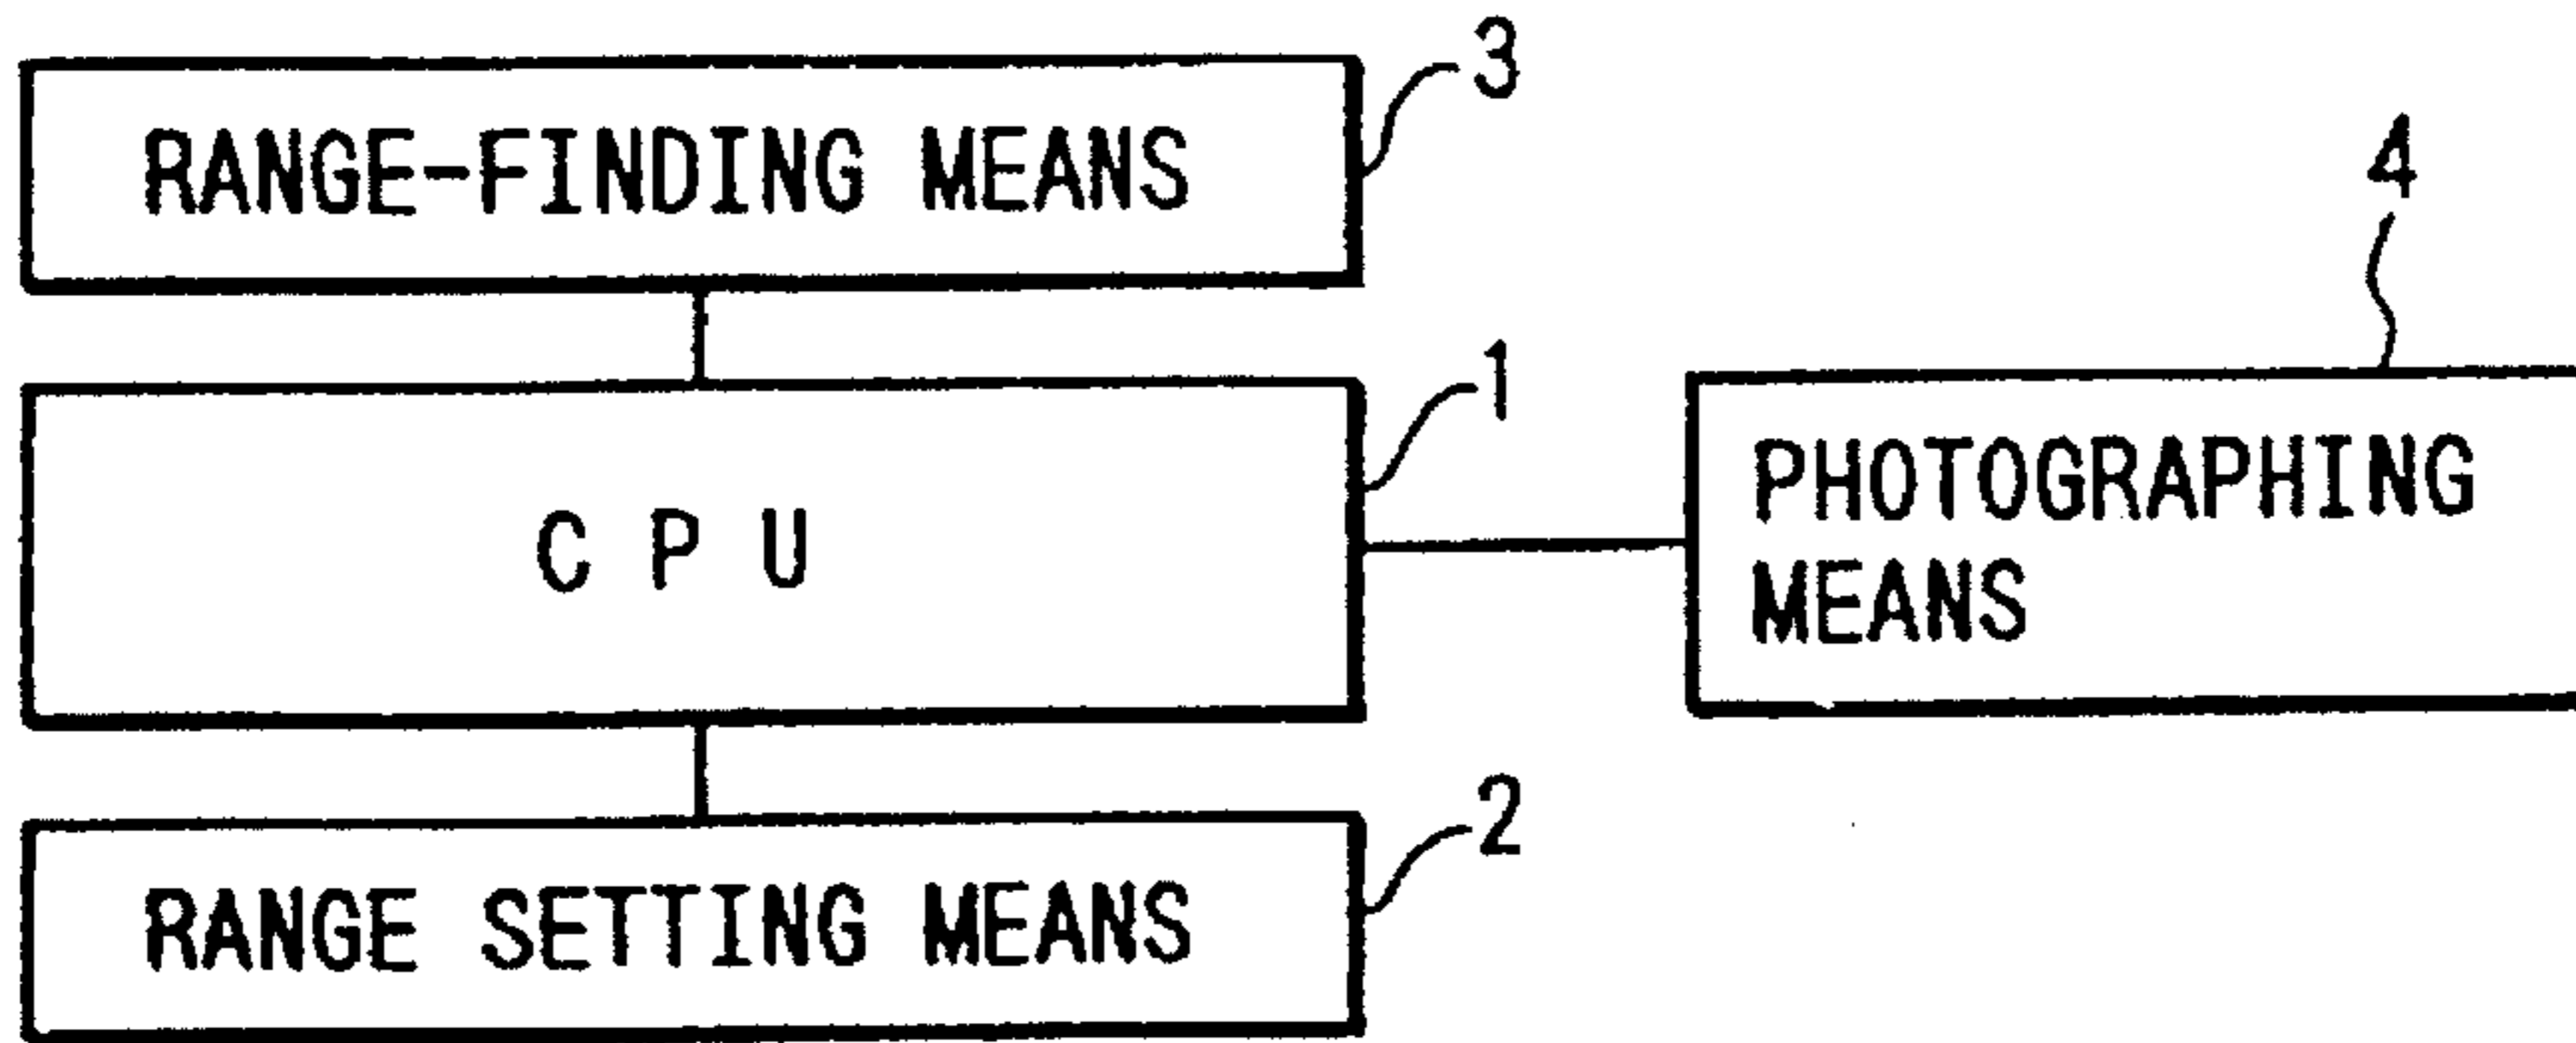 3
RANGE-FINDING MEANS
4
1
PHOTOGRAPHING
MEANS
C P U
2
RANGE SETTING MEANS